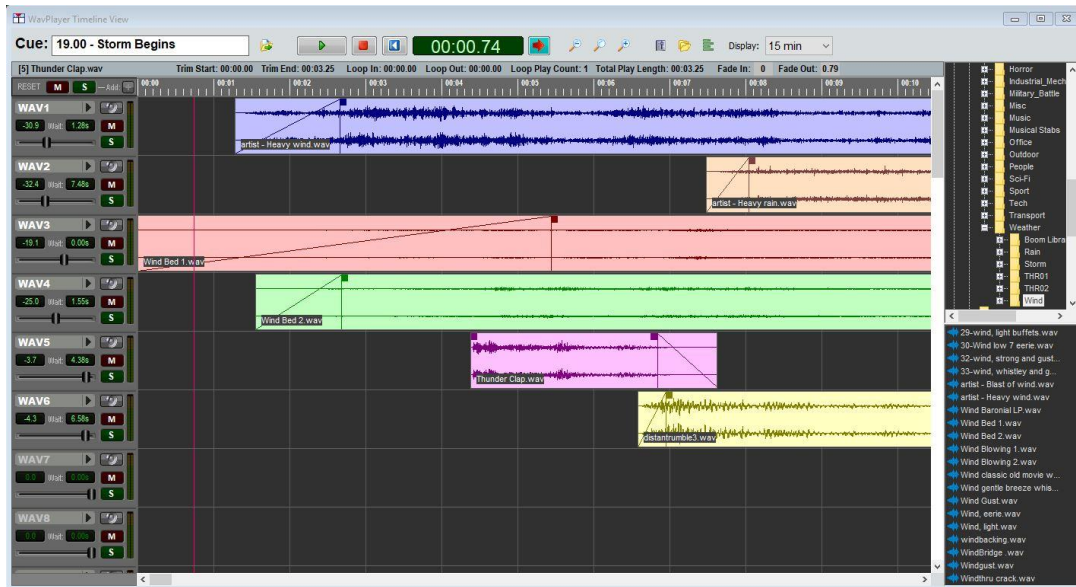 WavPlayer Timeline View
Cue: 19.00 - Storm Begins 00:00.74 Display: 15 min
[5] Thunder Clap.wav Trim Start: 00:00.00 Trim End: 00:03.25 Loop In: 00:00.00 Loop Out: 00:00.00 Loop Play Count: 1 Total Play Length: 00:03.25 Fade In: 0 Fade Out: 0.79
RESET M S Add: 00:00 00:01 00:02 00:03 00:04 00:05 00:06 00:07 00:08 00:09 00:10
WAV1
-30.9 Wait: 1.28s M
S
artist - Heavy wind.wav
WAV2
-32.4 Wait: 7.48s M
S
artist - Heavy rain.wav
WAV3
-19.1 Wait: 0.00s M
S
Wind Bed 1.wav
WAV4
-25.0 Wait: 1.55s M
S
Wind Bed 2.wav
WAV5
-3.7 Wait: 4.38s M
S
Thunder Clap.wav
WAV6
-4.3 Wait: 6.58s M
S
distantrumble3.wav
WAV7
0.0 Wait: 0.00s M
S
WAV8
0.0 Wait: 0.00s M
S
Horror
Industrial_Mech
Military_Battle
Misc
Music
Musical Stabs
Office
Outdoor
People
Sci-Fi
Sport
Tech
Transport
Weather
Boom Libra
Rain
Storm
THR01
THR02
Wind
29-wind, light buffets.wav
30-Wind low 7 eerie.wav
32-wind, strong and gust...
33-wind, whistley and g...
artist - Blast of wind.wav
artist - Heavy wind.wav
Wind Baronial LP.wav
Wind Bed 1.wav
Wind Bed 2.wav
Wind Blowing 1.wav
Wind Blowing 2.wav
Wind classic old movie w...
Wind gentle breeze whis...
Wind Gust.wav
Wind, eerie.wav
Wind, light.wav
windbacking.wav
WindBridge .wav
Windgust.wav
Windthru crack.wav